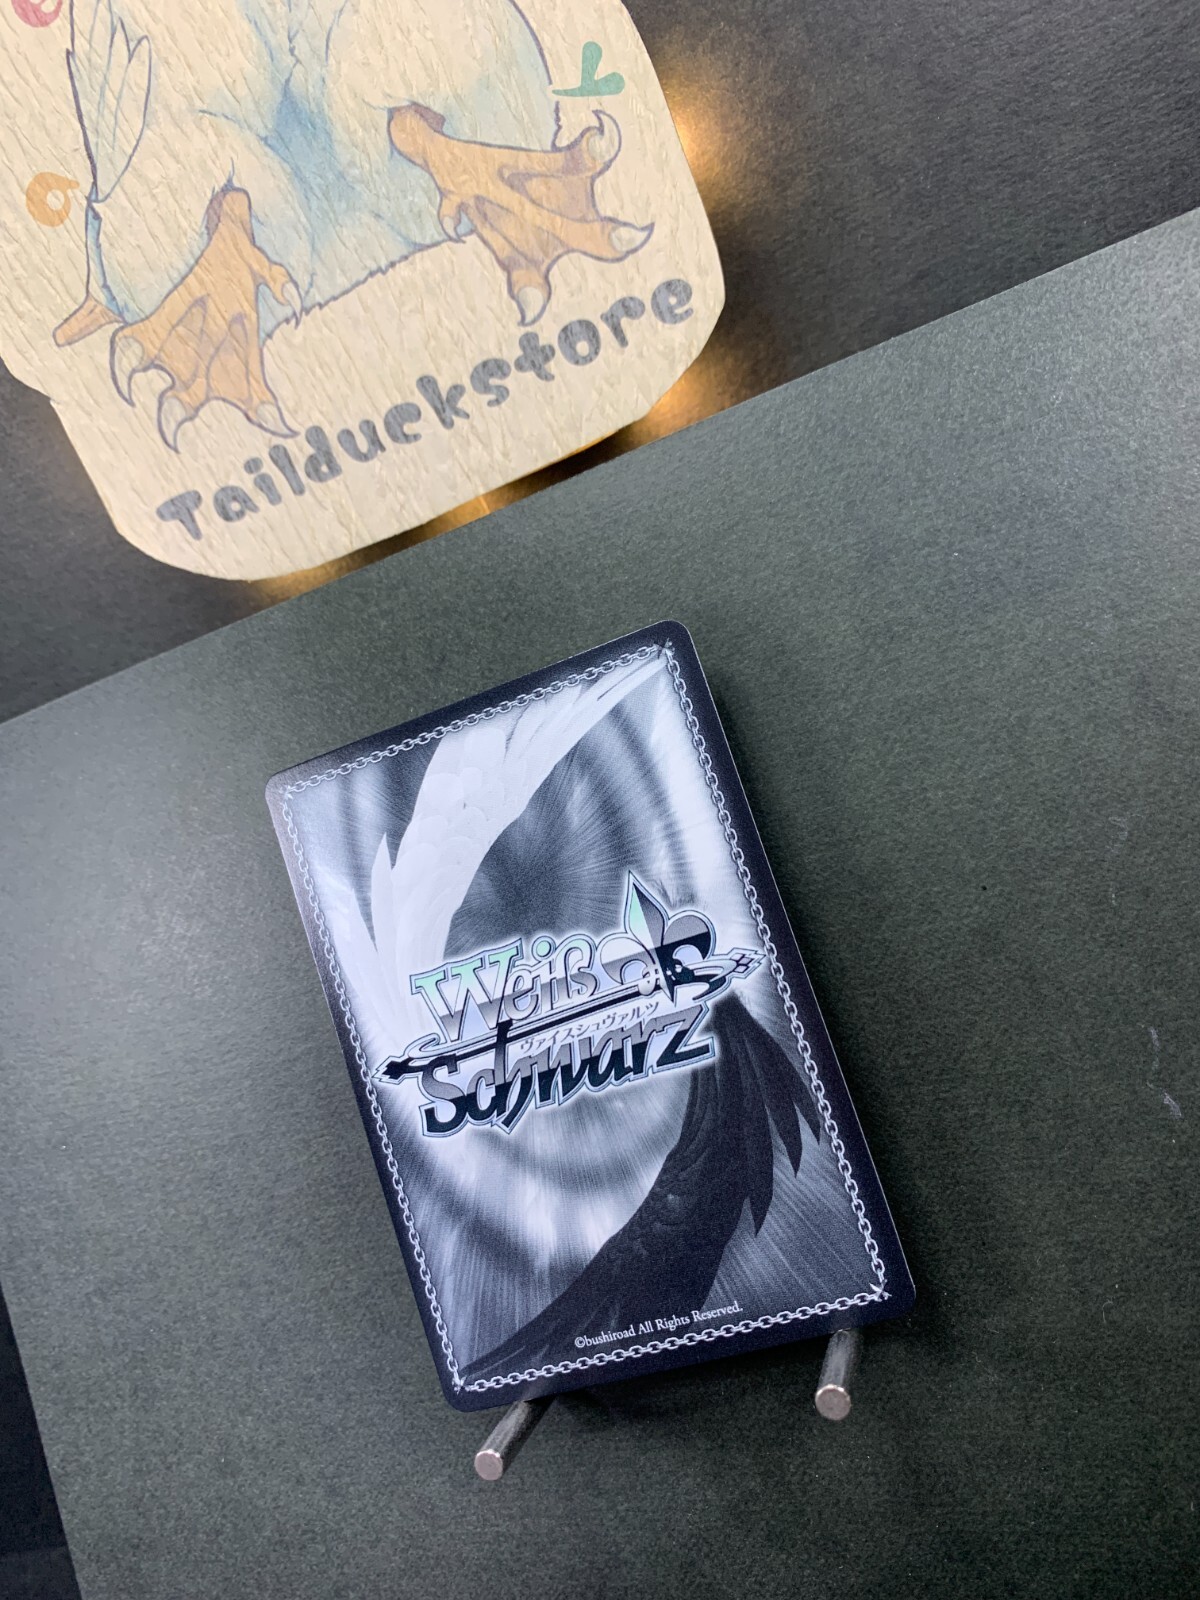 Tailduckstore
Weiß
ヴァイスシュヴァルツ
Schwarz
©bushiroad All Rights Reserved.